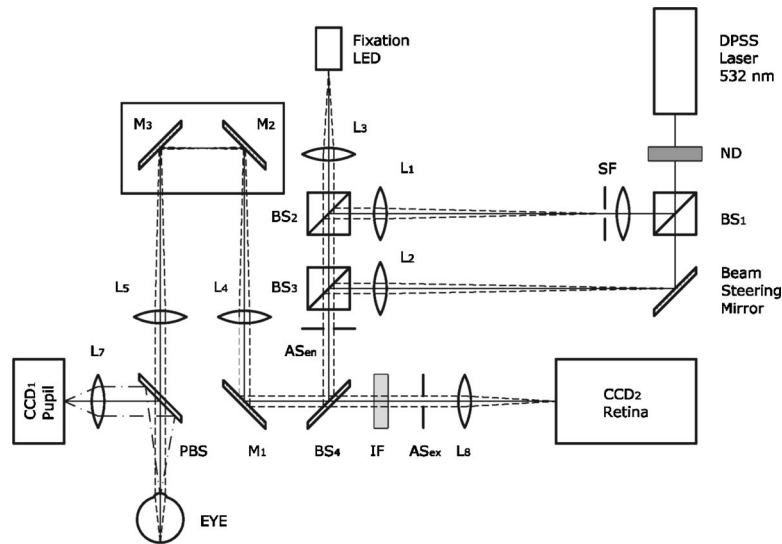 Fixation
LED
DPSS
Laser
532 nm
M3
M2
L3
ND
L1
SF
BS2
BS1
L2
L5
L4
BS3
Beam
Steering
Mirror
ASen
L7
CCD1
Pupil
CCD2
Retina
PBS
M1
BS4
IF
ASex
L8
EYE